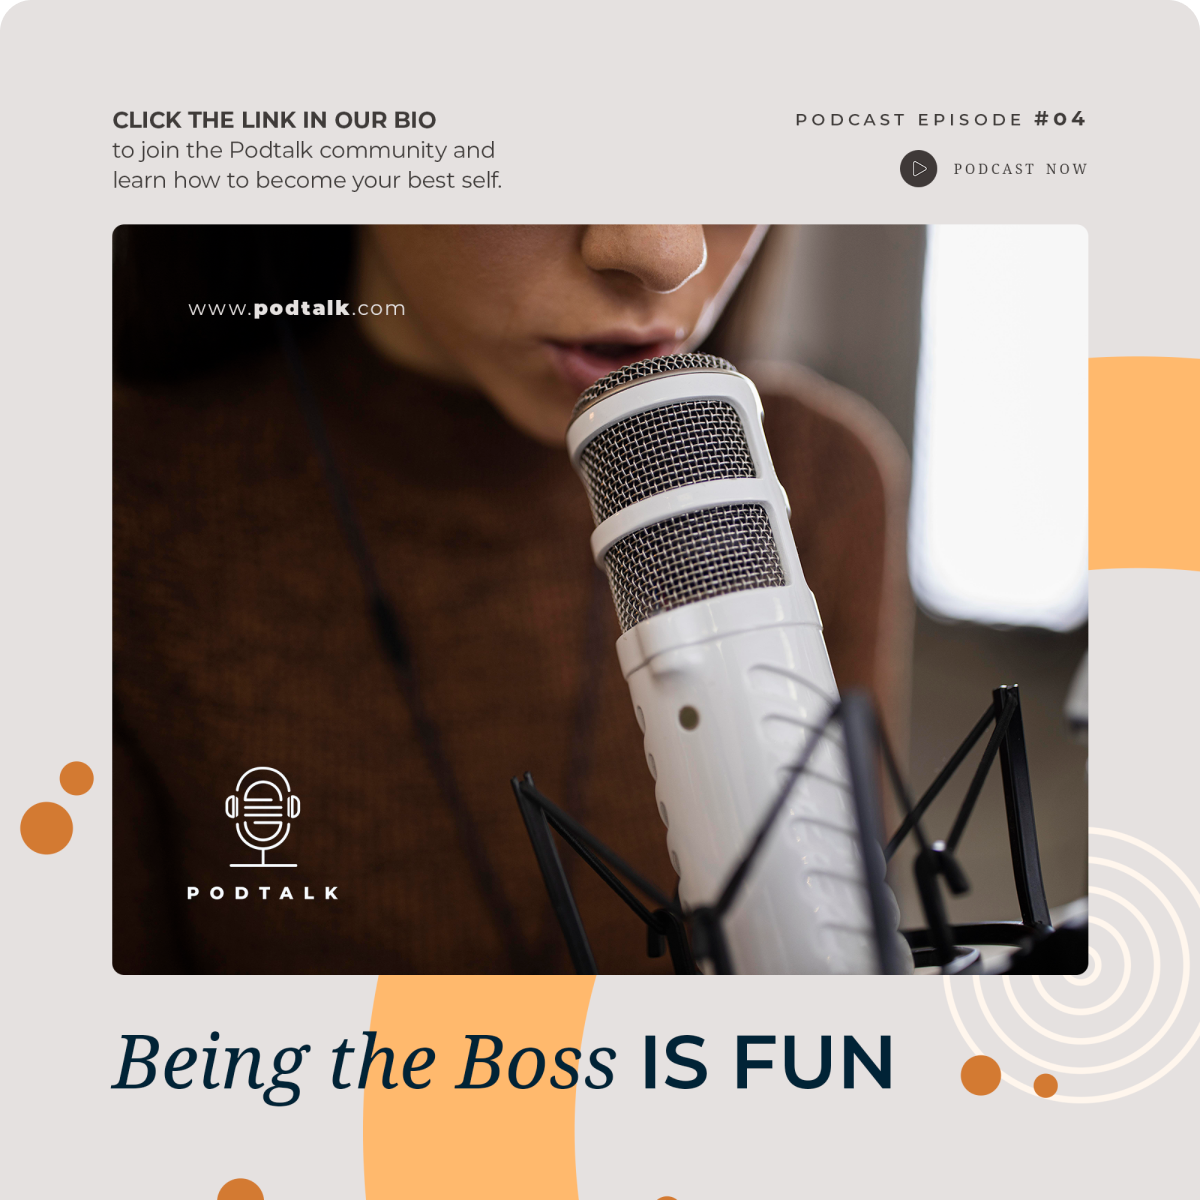 CLICK THE LINK IN OUR BIO
to join the Podtalk community and
learn how to become your best self.
PODCAST EPISODE #04
PODCAST NOW
www.podtalk.com
PODTALK
Being the Boss IS FUN